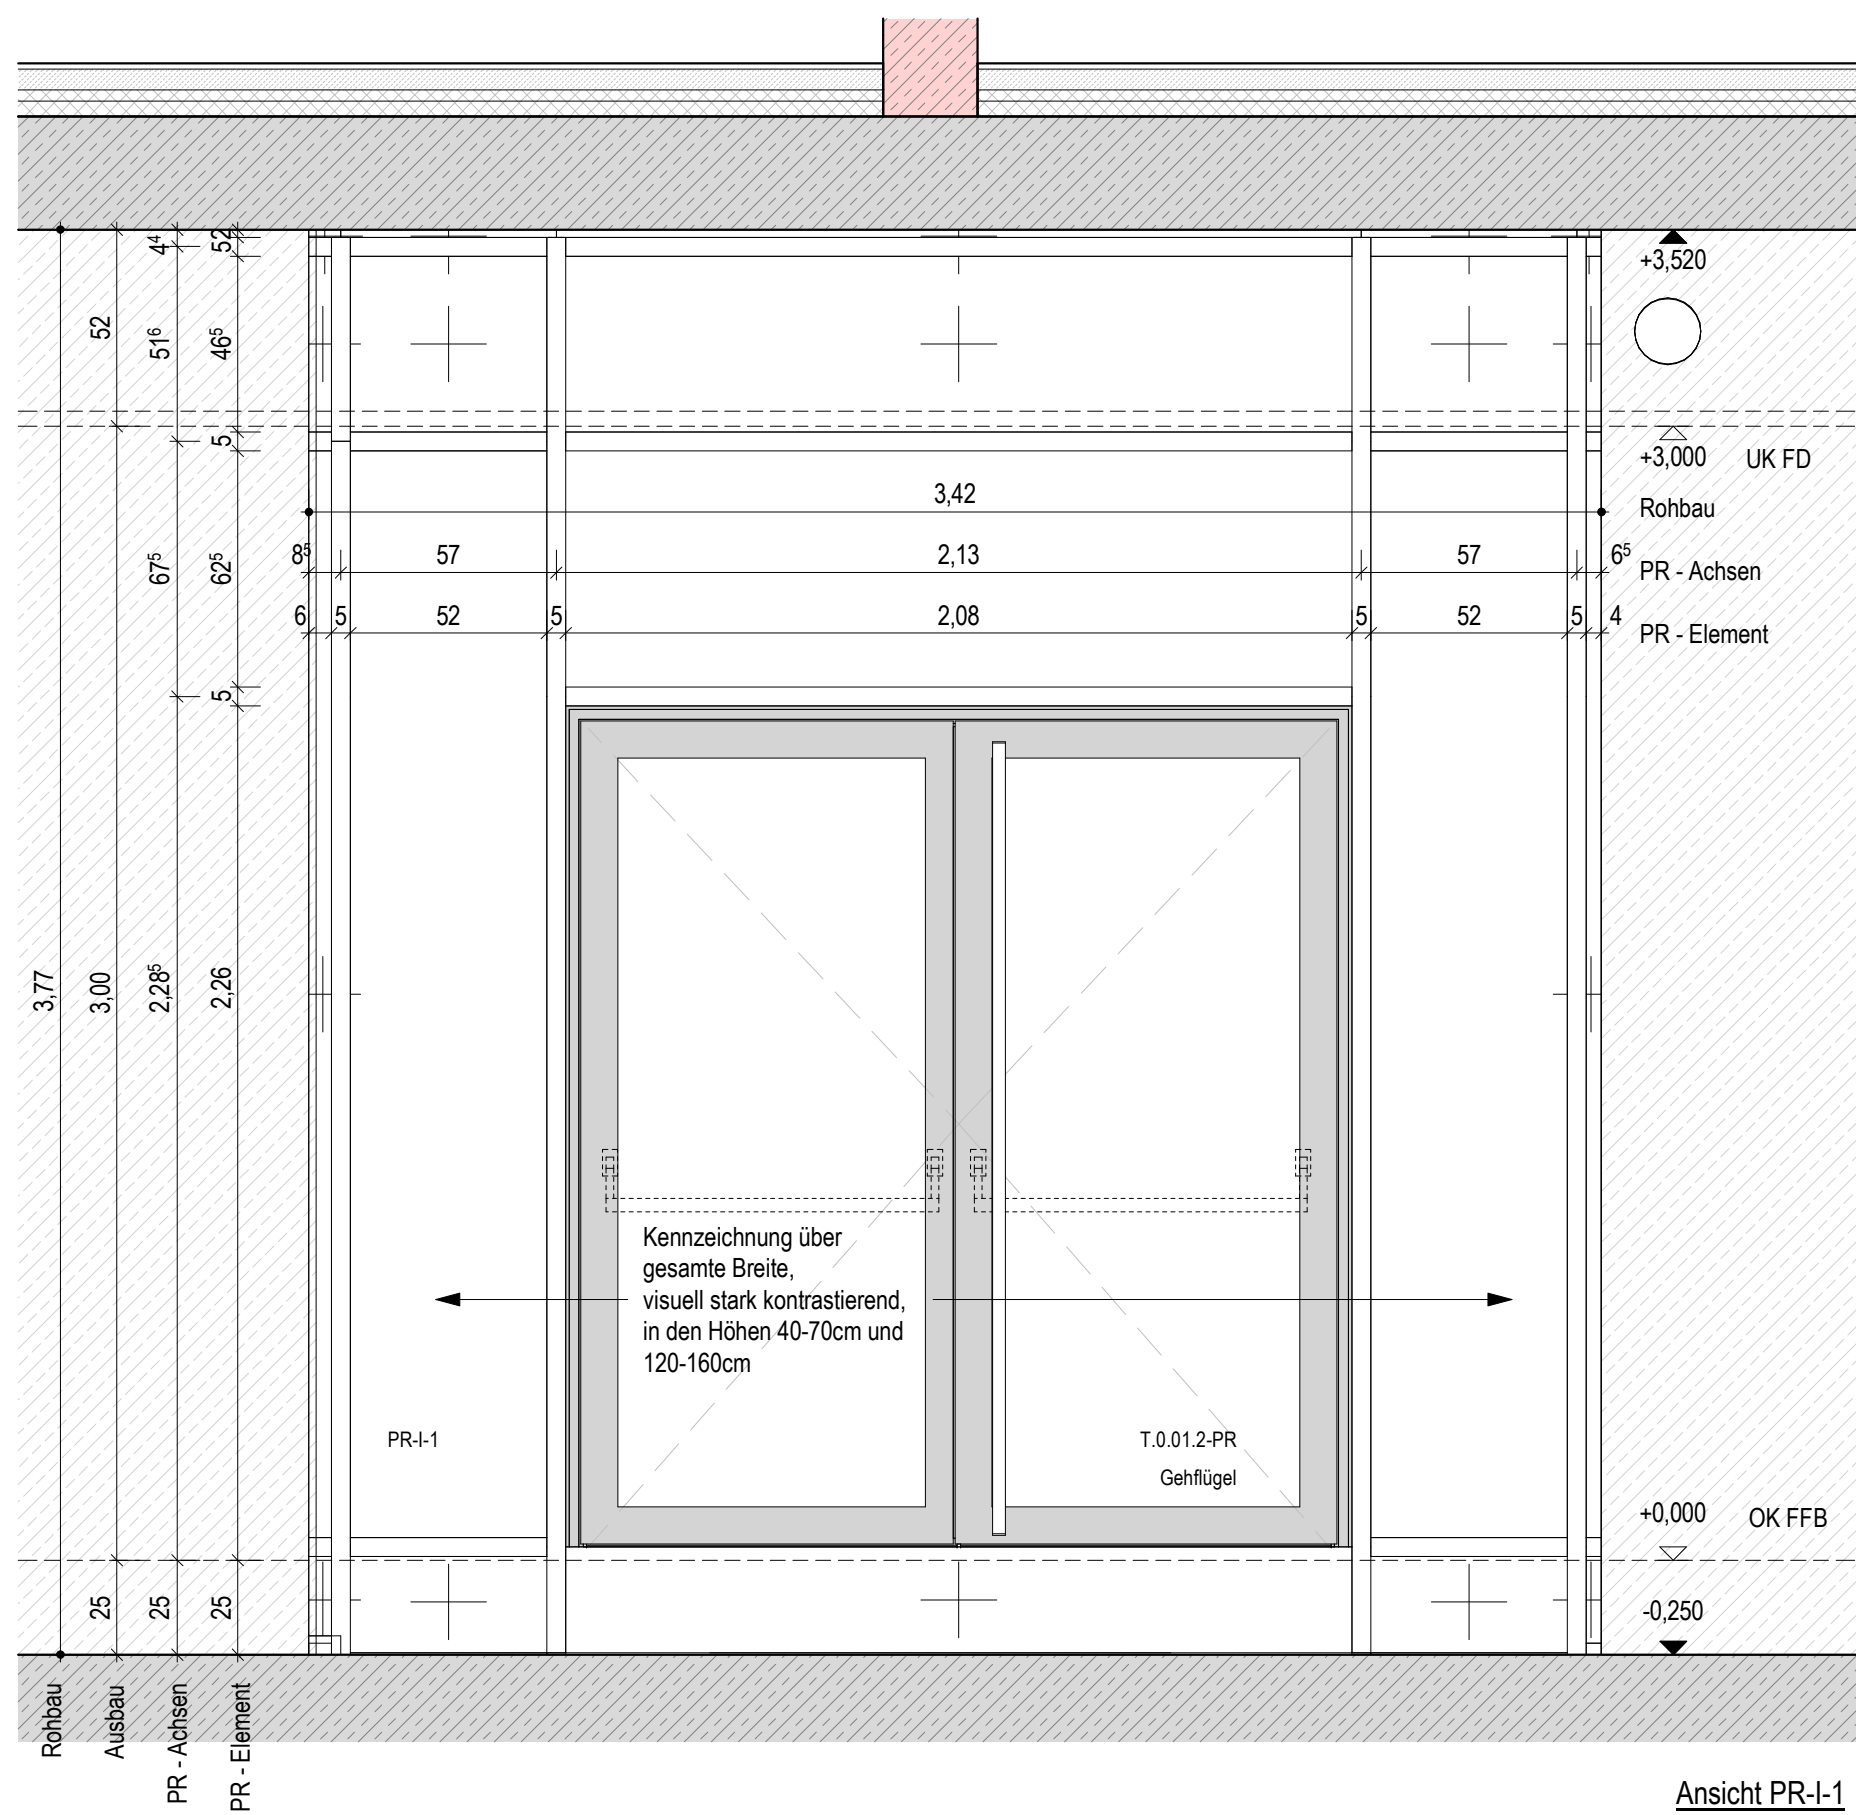 4⁴
52
52
51⁶
46⁵
5
+3,520
+3,000 UK FD
3,42
Rohbau
8⁵ 57 2,13 57 6⁵
PR - Achsen
6 5 52 5 2,08 5 52 5 4
PR - Element
67⁵
62⁵
5
3,77
3,00
2,28⁵
2,26
Kennzeichnung über
gesamte Breite,
visuell stark kontrastierend,
in den Höhen 40-70cm und
120-160cm
PR-I-1
T.0.01.2-PR
Gehflügel
+0,000 OK FFB
25
25
25
-0,250
Rohbau
Ausbau
PR - Achsen
PR - Element
Ansicht PR-I-1